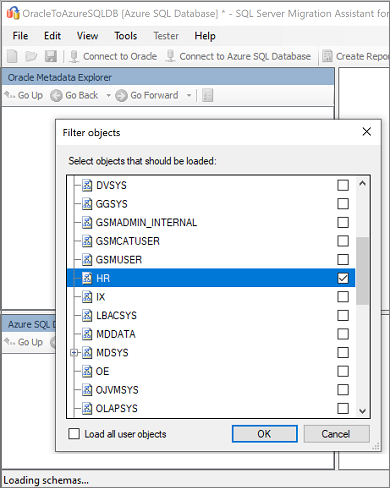 OracleToAzureSQLDB [Azure SQL Database] * - SQL Server Migration Assistant for
File Edit View Tools Tester Help
Connect to Oracle Connect to Azure SQL Database Create Repor
Oracle Metadata Explorer
Go Up Go Back Go Forward
Filter objects
Select objects that should be loaded:
DVSYS
GGSYS
GSMADMIN_INTERNAL
GSMCATUSER
GSMUSER
HR
IX
LBACSYS
MDDATA
MDSYS
OE
OJVMSYS
OLAPSYS
Azure SQL D
Go Up
Load all user objects OK Cancel
Loading schemas...